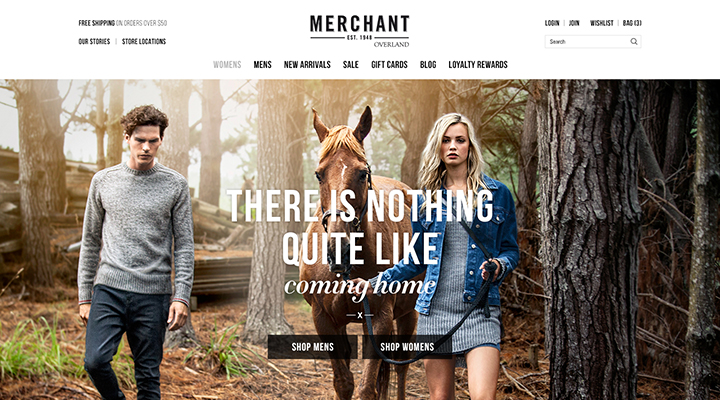 FREE SHIPPING ON ORDERS OVER $50
OUR STORIES | STORE LOCATIONS
MERCHANT
EST. 1948
OVERLAND
LOGIN | JOIN WISHLIST | BAG (3)
Search
WOMENS MENS NEW ARRIVALS SALE GIFT CARDS BLOG LOYALTY REWARDS
THERE IS NOTHING
QUITE LIKE
coming home
X
SHOP MENS SHOP WOMENS